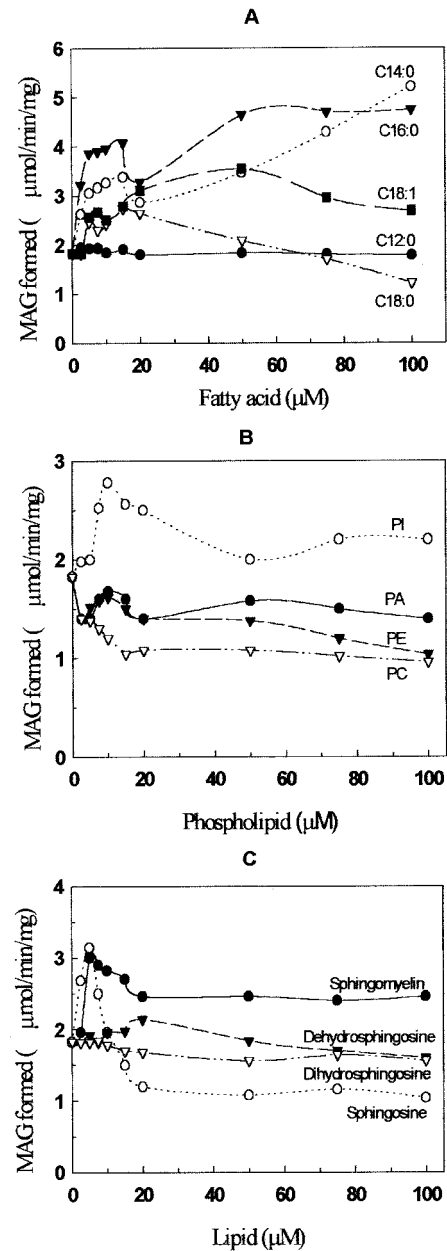 A
MAG formed ( μmol/min/mg)
6
5
4
3
2
1
0
C14:0
C16:0
C18:1
C12:0
C18:0
0 20 40 60 80 100
Fatty acid (μM)
B
MAG formed ( μmol/min/mg)
3
2
1
0
PI
PA
PE
PC
0 20 40 60 80 100
Phospholipid (μM)
C
MAG formed ( μmol/min/mg)
4
3
2
1
0
Sphingomyelin
Dehydrosphingosine
Dihydrosphingosine
Sphingosine
0 20 40 60 80 100
Lipid (μM)